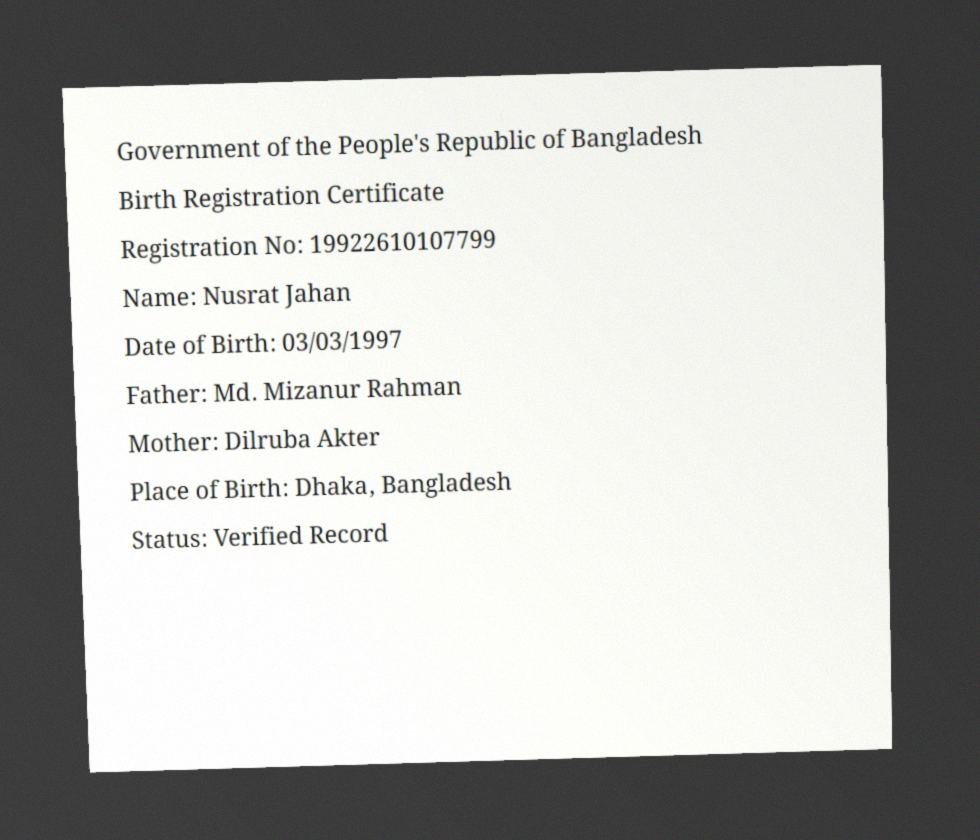 Government of the People's Republic of Bangladesh
Birth Registration Certificate
Registration No: 19922610107799
Name: Nusrat Jahan
Date of Birth: 03/03/1997
Father: Md. Mizanur Rahman
Mother: Dilruba Akter
Place of Birth: Dhaka, Bangladesh
Status: Verified Record